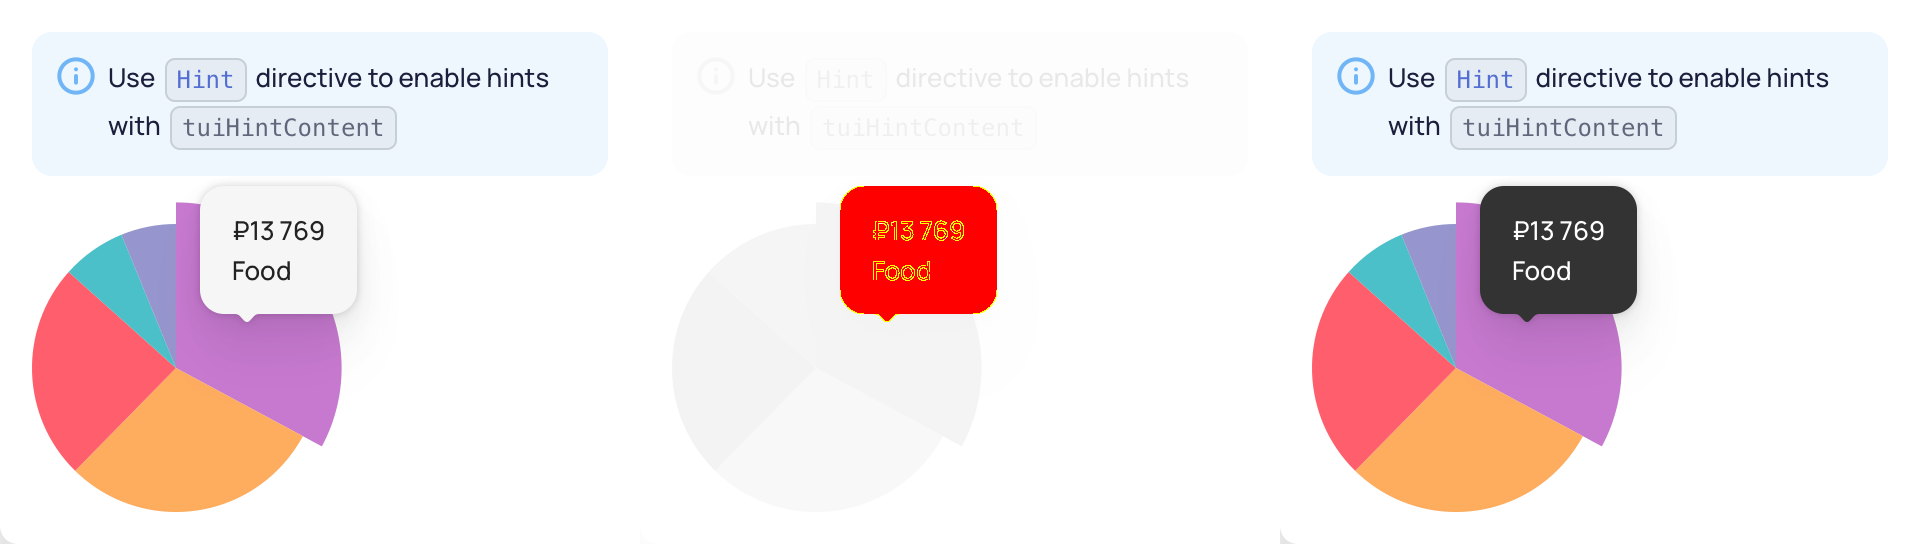 Use Hint directive to enable hints
with tuiHintContent
₽13 769
Food
Use Hint directive to enable hints
with tuiHintContent
₽13 769
Food
Use Hint directive to enable hints
with tuiHintContent
₽13 769
Food